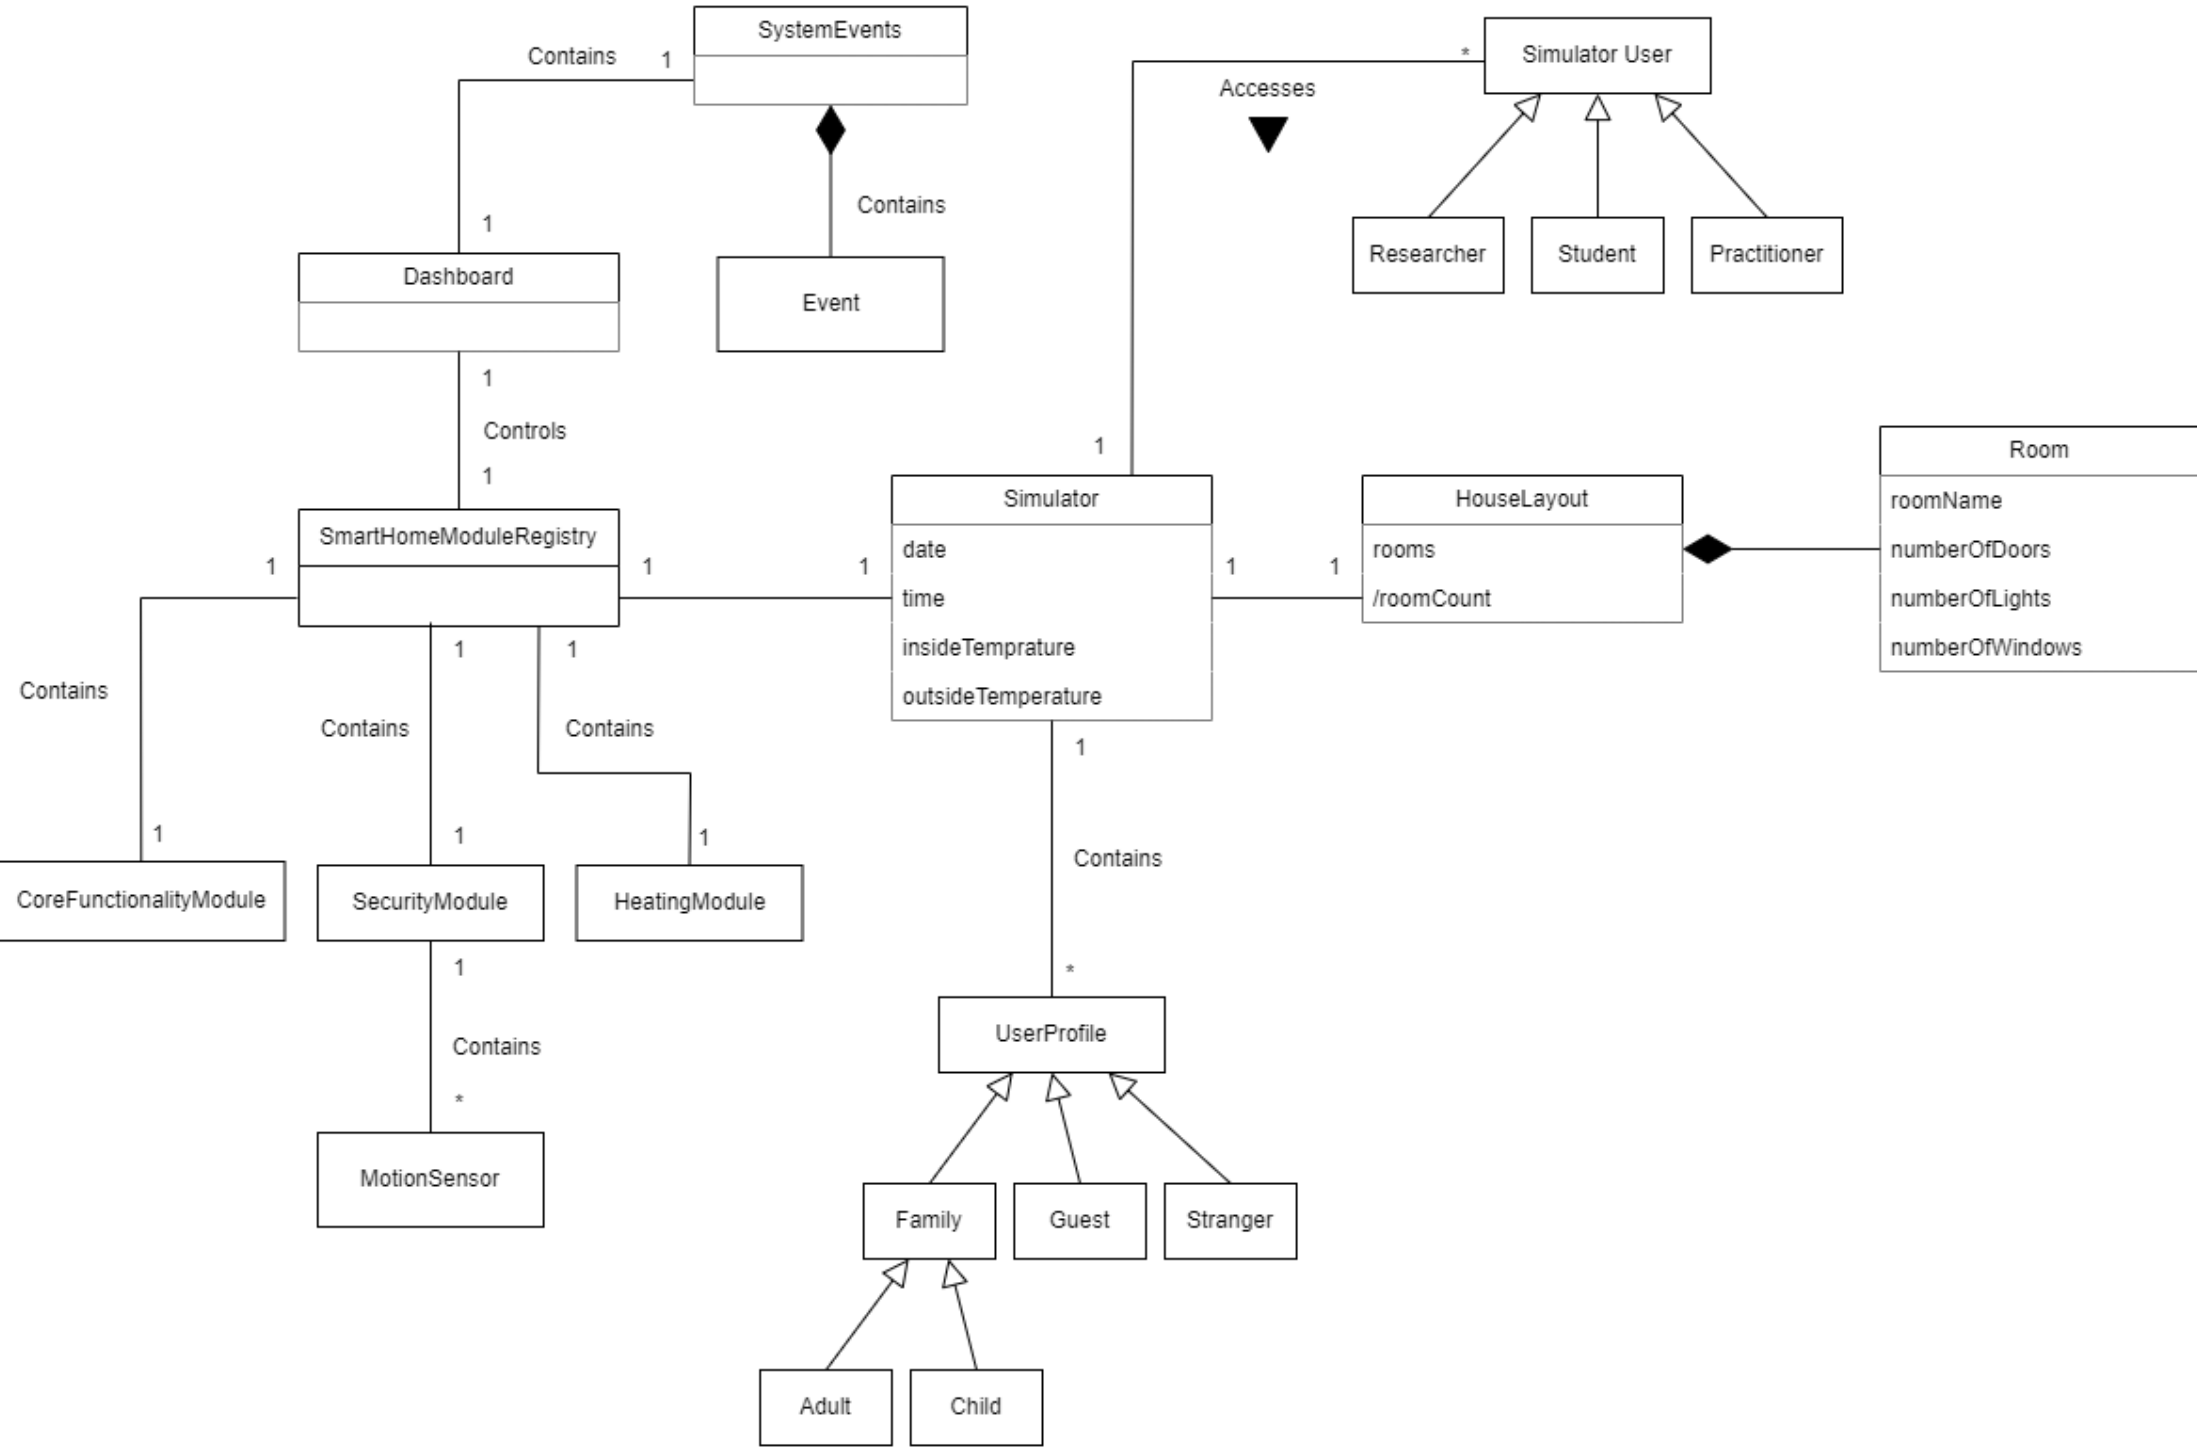 SystemEvents
Contains
1
1
Contains
Event
Dashboard
1
Controls
1
Simulator User
*
Accesses
1
Researcher
Student
Practitioner
SmartHomeModuleRegistry
1
1
1
Simulator
date
time
insideTemprature
outsideTemperature
1
1
HouseLayout
rooms
/roomCount
Room
roomName
numberOfDoors
numberOfLights
numberOfWindows
Contains
1
Contains
1
Contains
1
1
1
CoreFunctionalityModule
SecurityModule
HeatingModule
1
Contains
*
MotionSensor
1
Contains
*
UserProfile
Family
Guest
Stranger
Adult
Child